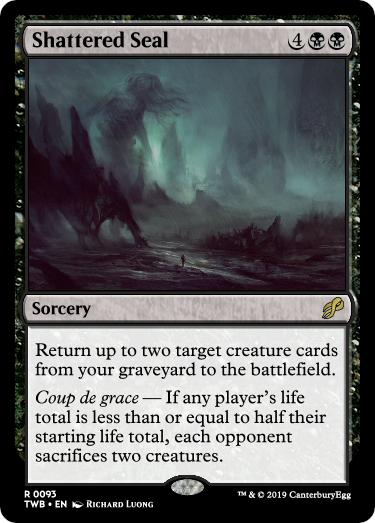 Shattered Seal 4
Sorcery
Return up to two target creature cards
from your graveyard to the battlefield.
Coup de grace — If any player's life
total is less than or equal to half their
starting life total, each opponent
sacrifices two creatures.
R 0093
TWB • EN Richard Luong
™ & © 2019 CanterburyEgg